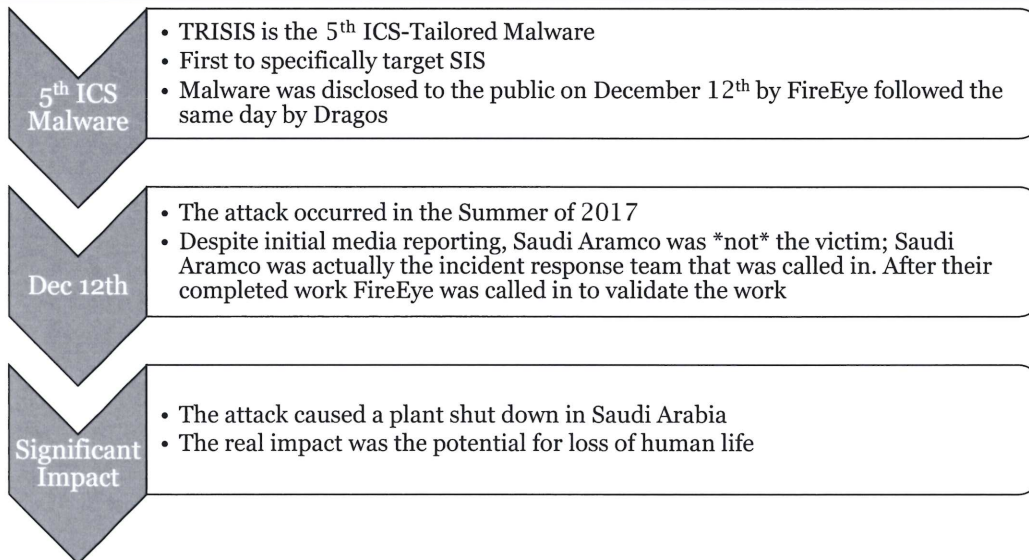 5th ICS
Malware
• TRISIS is the 5th ICS-Tailored Malware
• First to specifically target SIS
• Malware was disclosed to the public on December 12th by FireEye followed the
same day by Dragos
Dec 12th
• The attack occurred in the Summer of 2017
• Despite initial media reporting, Saudi Aramco was *not* the victim; Saudi
Aramco was actually the incident response team that was called in. After their
completed work FireEye was called in to validate the work
Significant
Impact
• The attack caused a plant shut down in Saudi Arabia
• The real impact was the potential for loss of human life